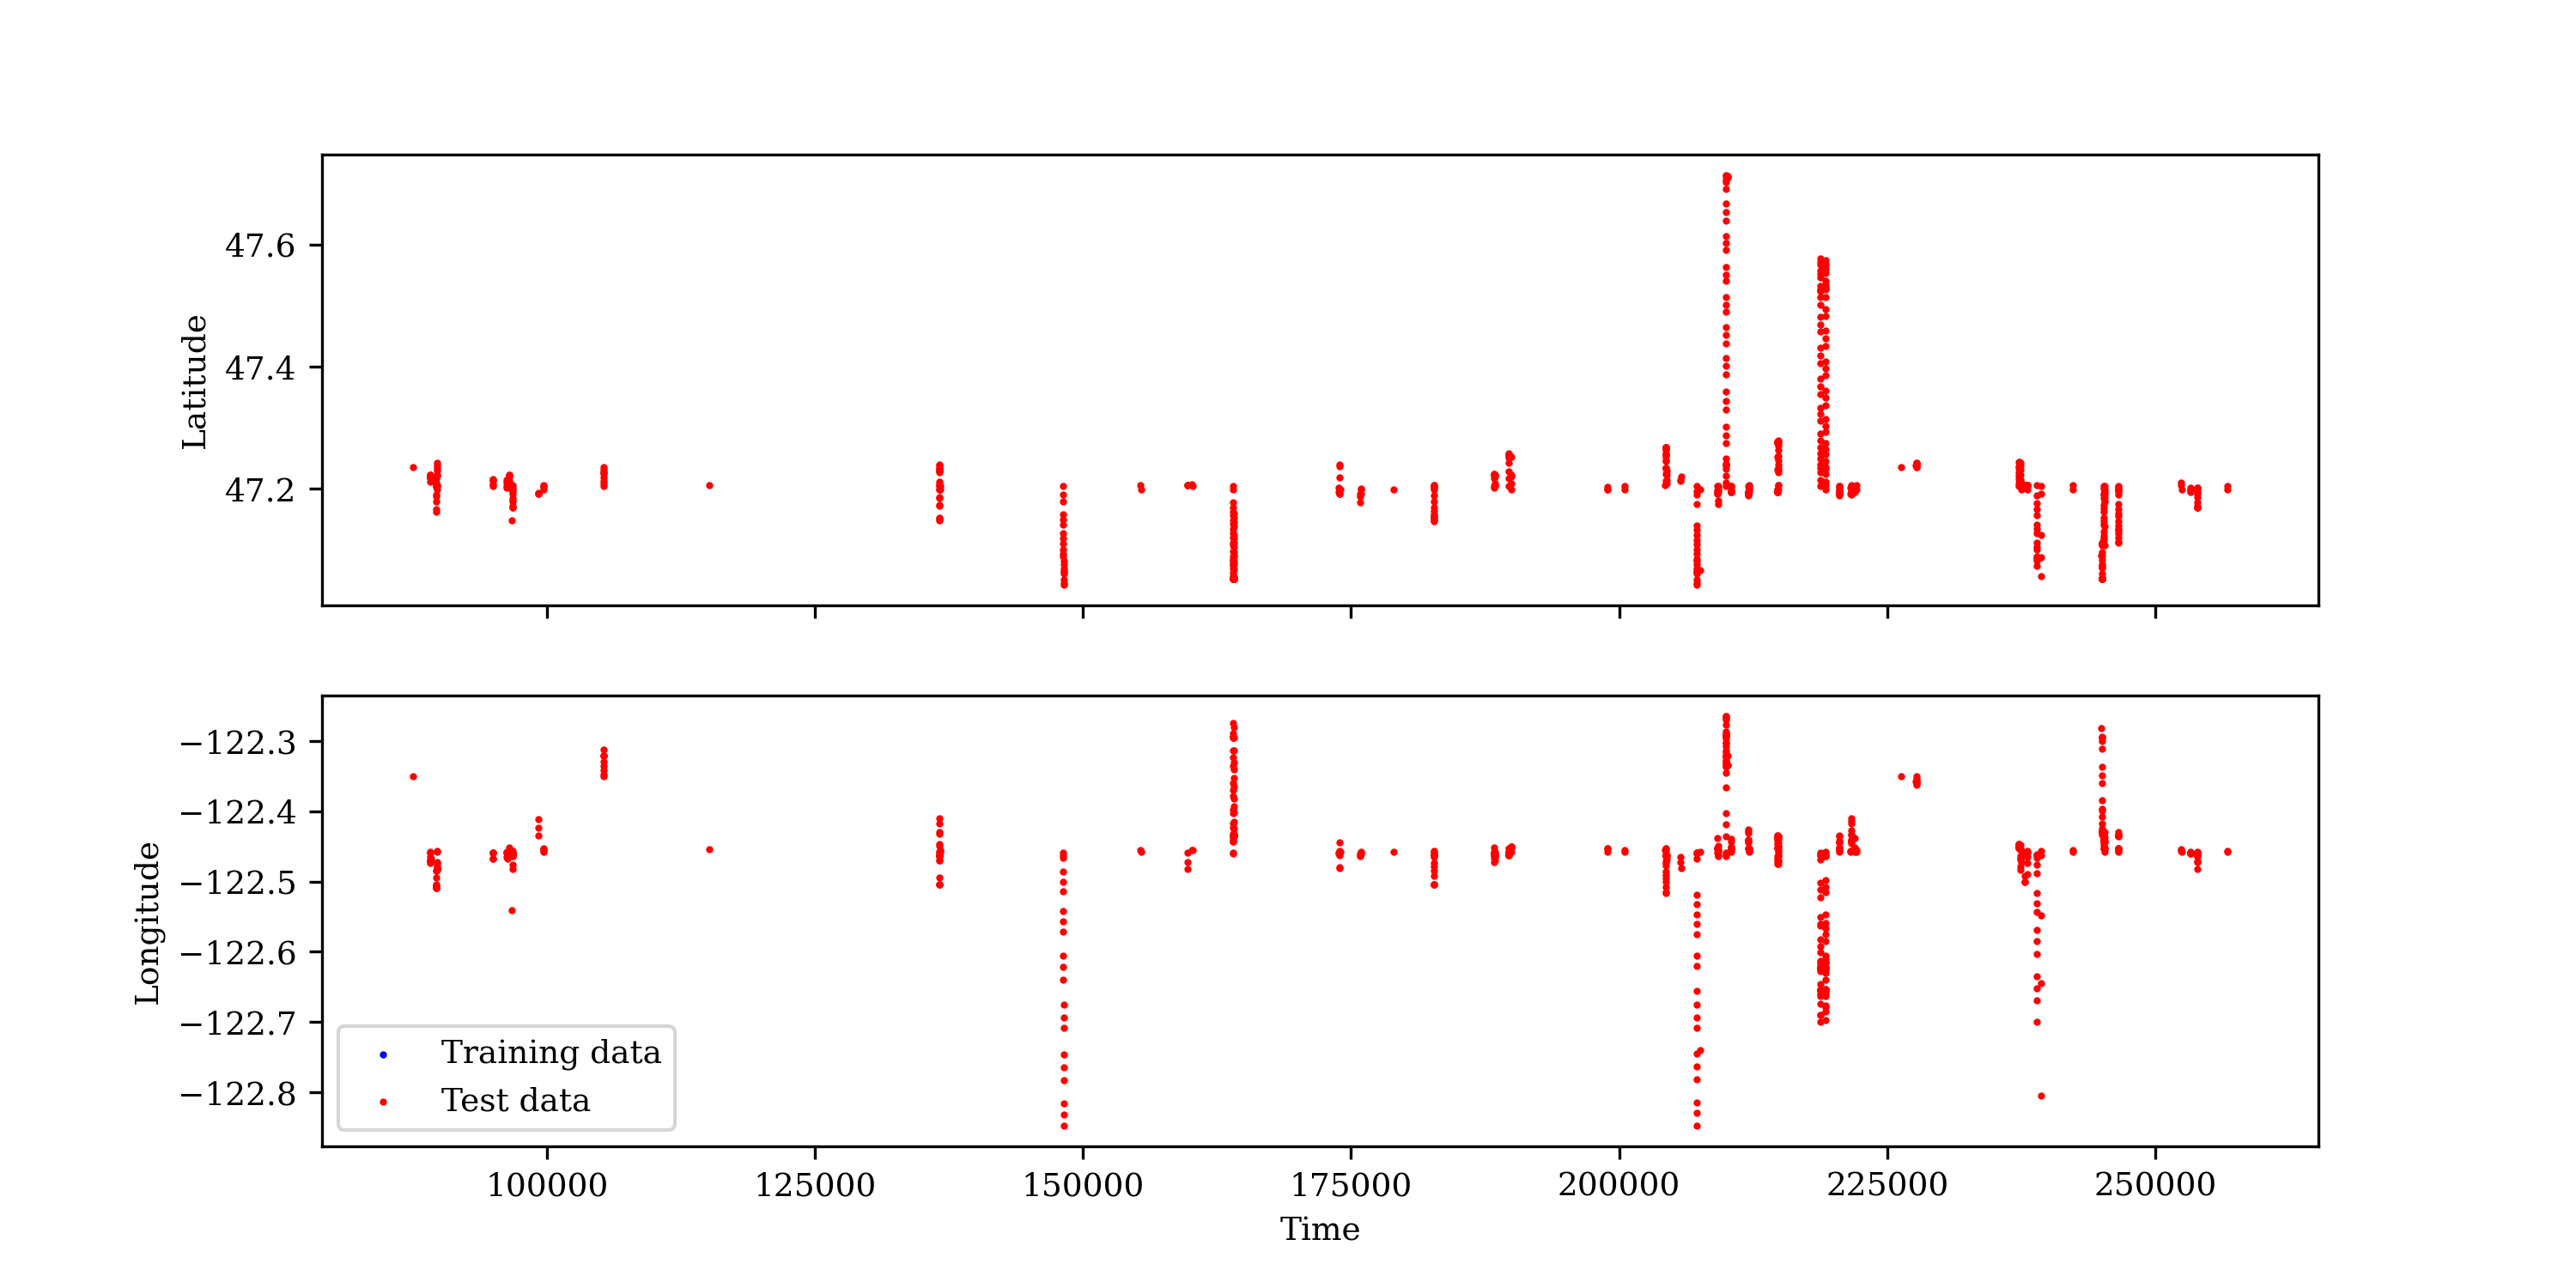 47.6
47.4
47.2
Latitude
−122.3
−122.4
−122.5
−122.6
−122.7
−122.8
Longitude
Training data
Test data
100000 125000 150000 175000 200000 225000 250000
Time